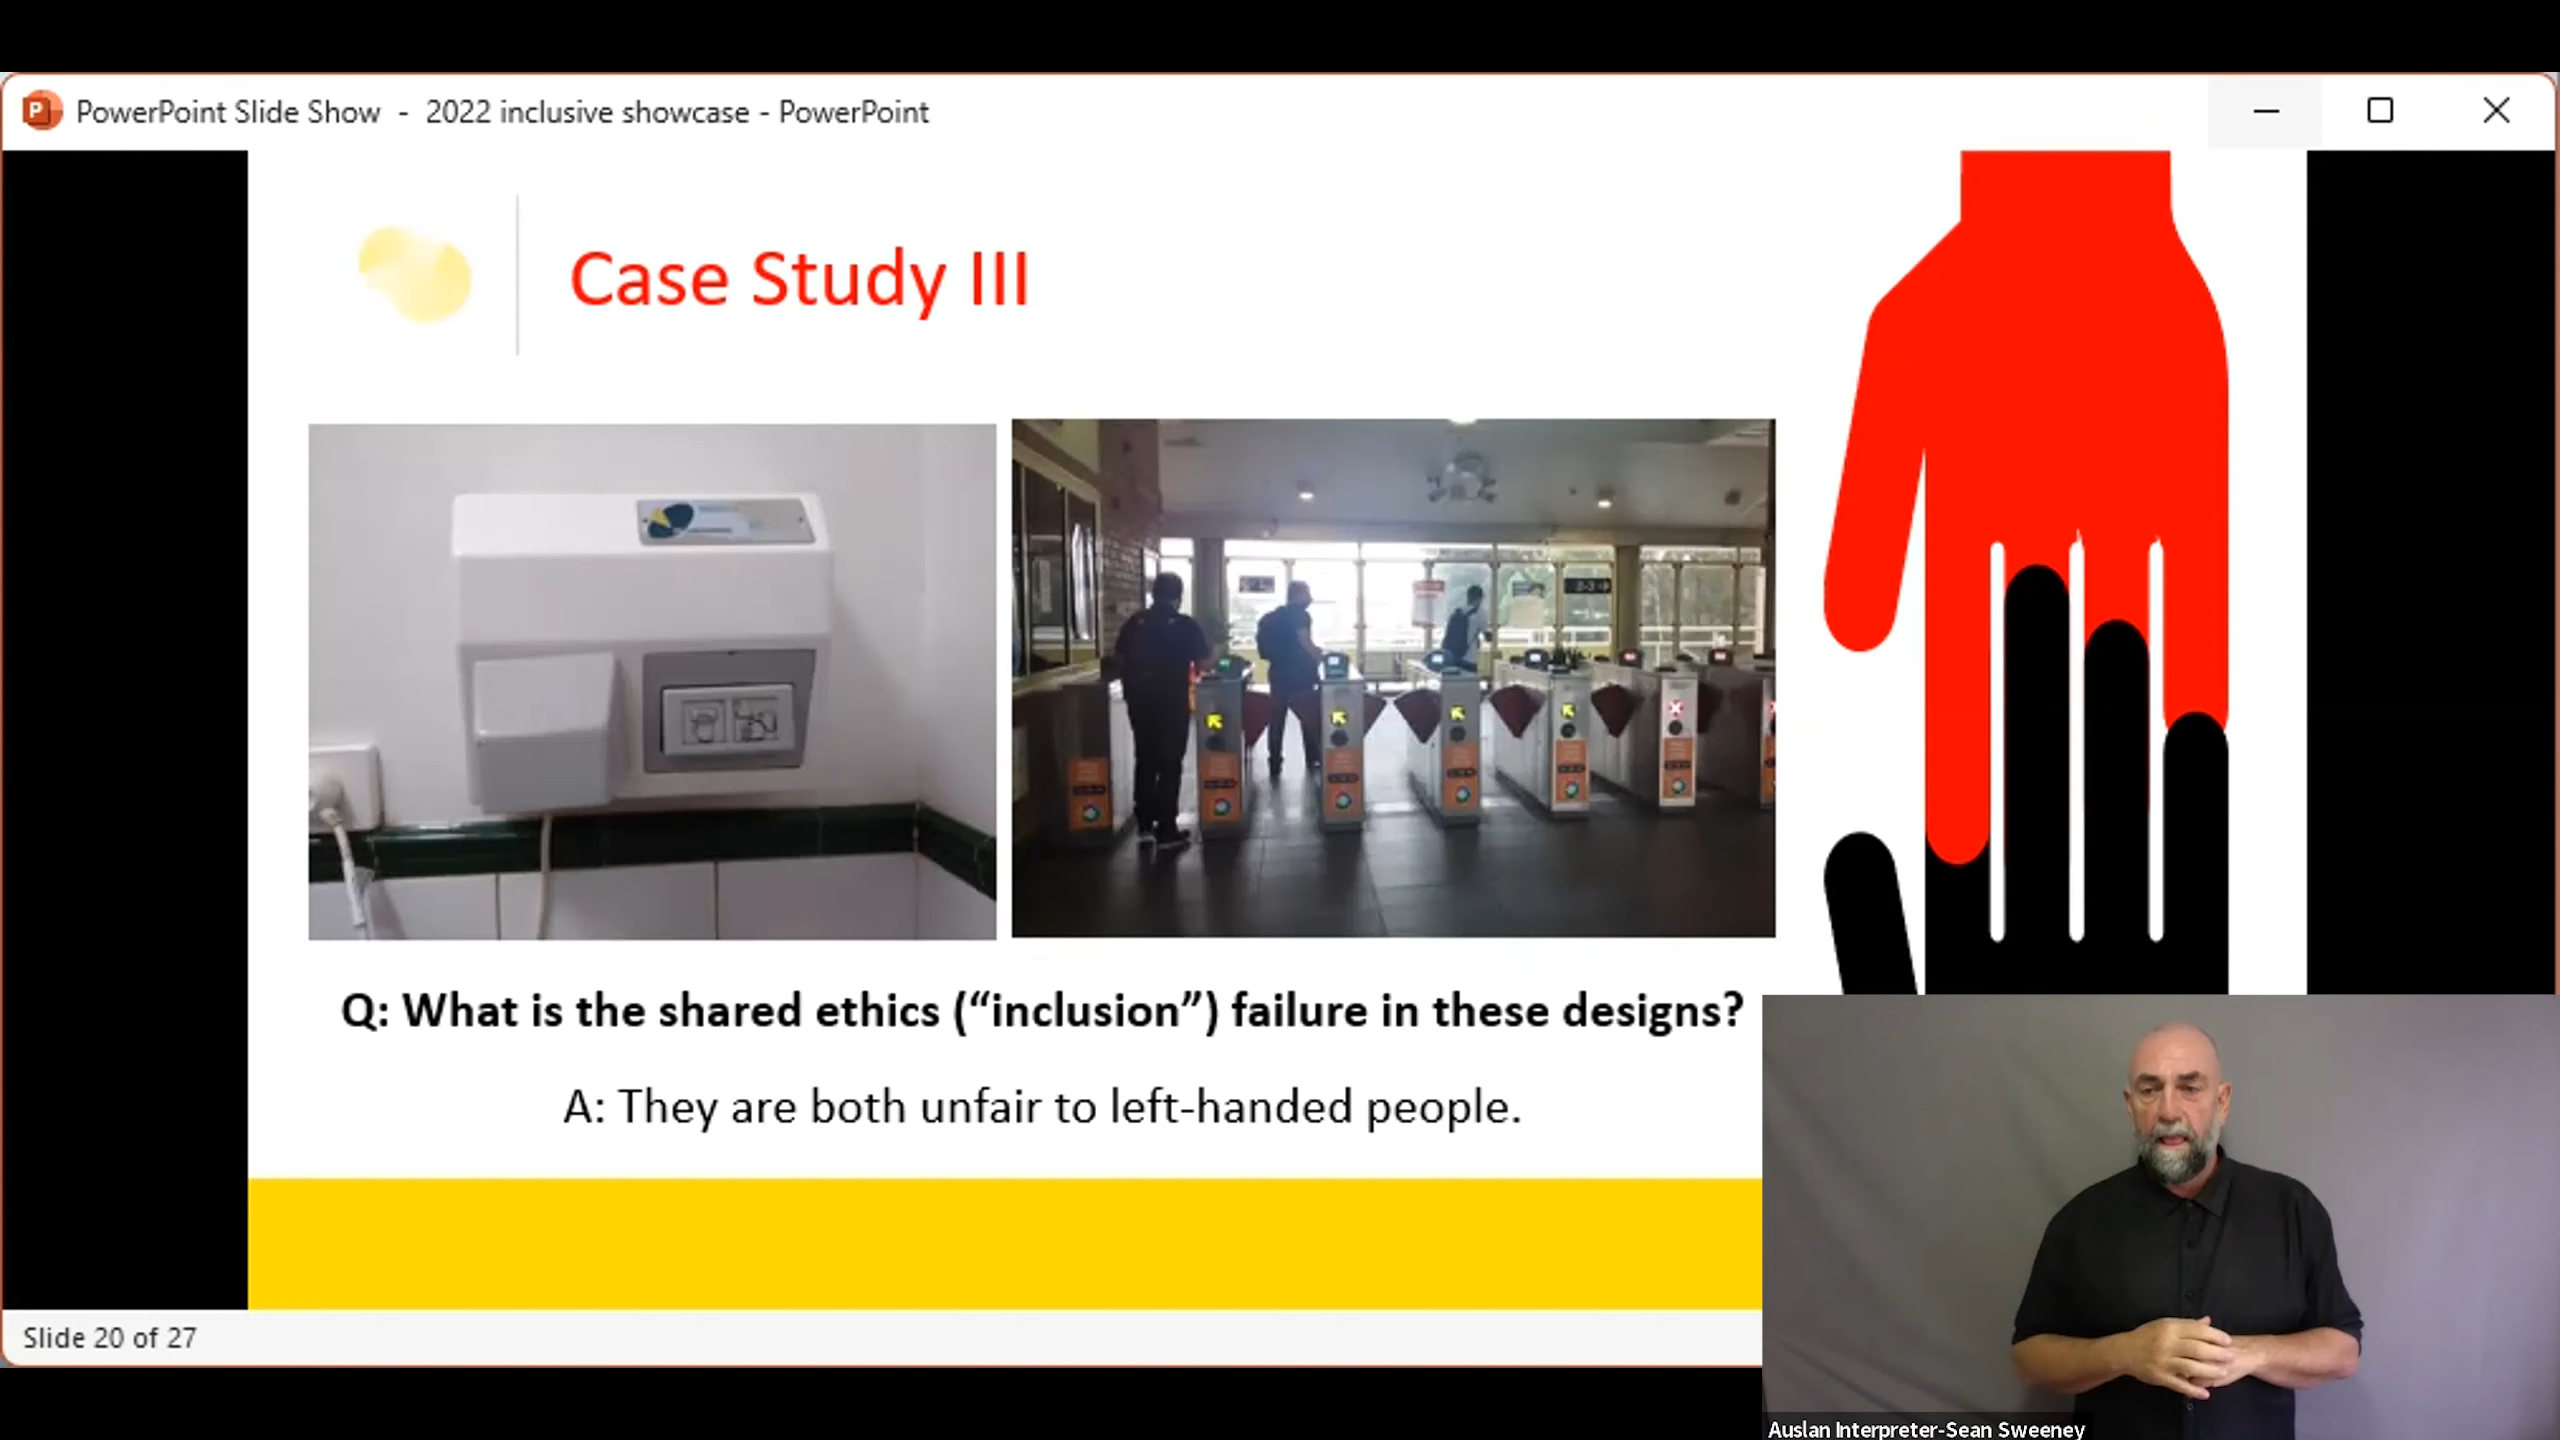 PowerPoint Slide Show - 2022 inclusive showcase - PowerPoint
Case Study III
Q: What is the shared ethics (“inclusion”) failure in these designs?
A: They are both unfair to left-handed people.
Slide 20 of 27
Auslan Interpreter-Sean Sweeney